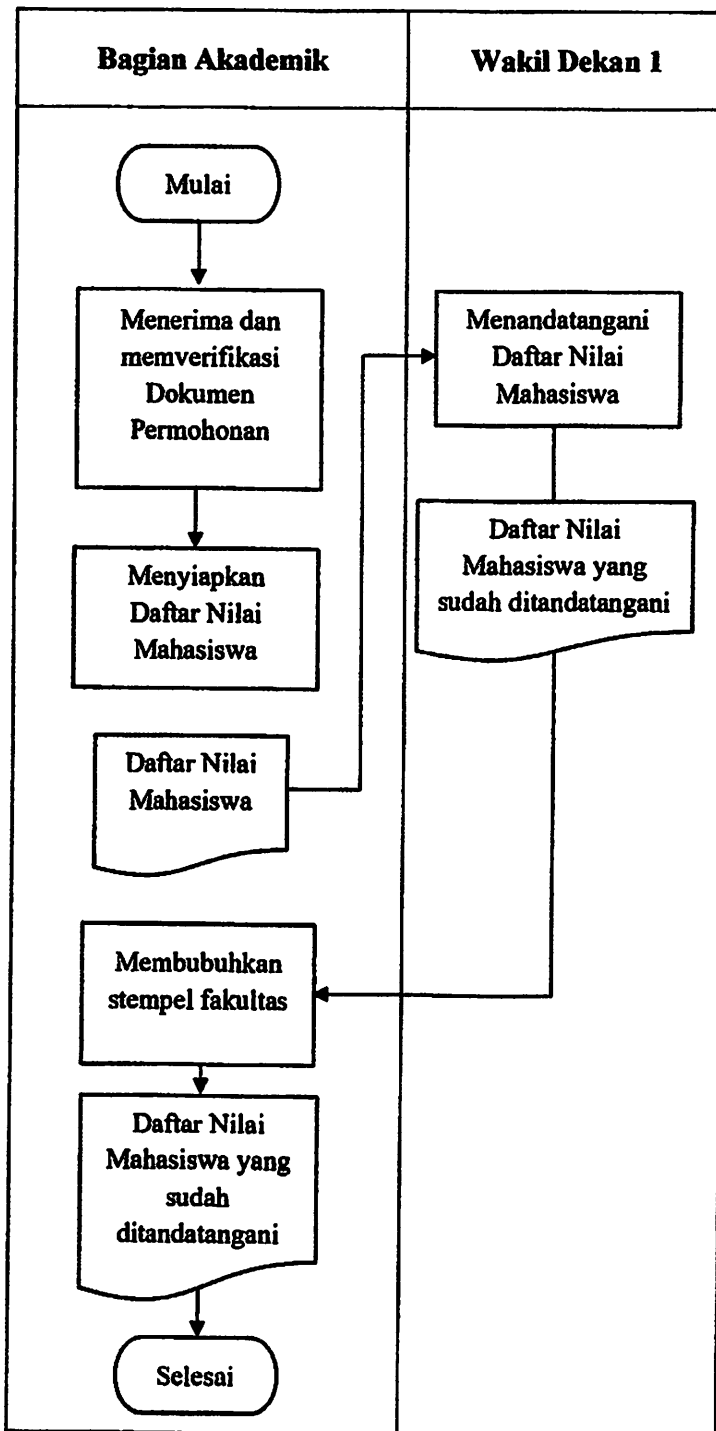 Bagian Akademik
Wakil Dekan 1
Mulai
Menerima dan
memverifikasi
Dokumen
Permohonan
Menyiapkan
Daftar Nilai
Mahasiswa
Daftar Nilai
Mahasiswa
Menandatangani
Daftar Nilai
Mahasiswa
Daftar Nilai
Mahasiswa yang
sudah ditandatangani
Membubuhkan
stempel fakultas
Daftar Nilai
Mahasiswa yang
sudah
ditandatangani
Selesai